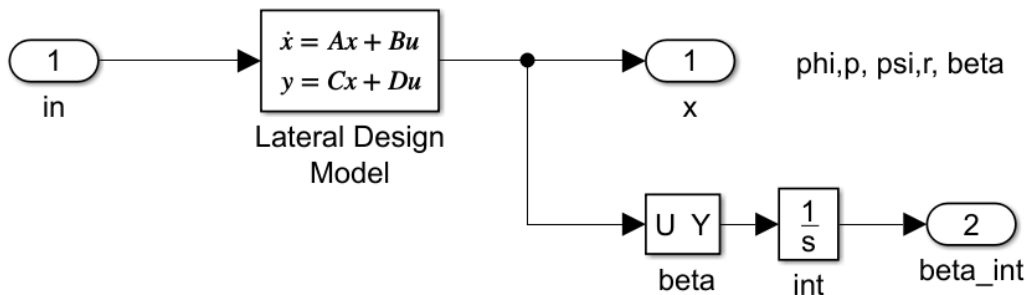 1
in
ẋ = Ax + Bu
y = Cx + Du
Lateral Design
Model
1
x
phi,p, psi,r, beta
U Y
beta
1
s
int
2
beta_int